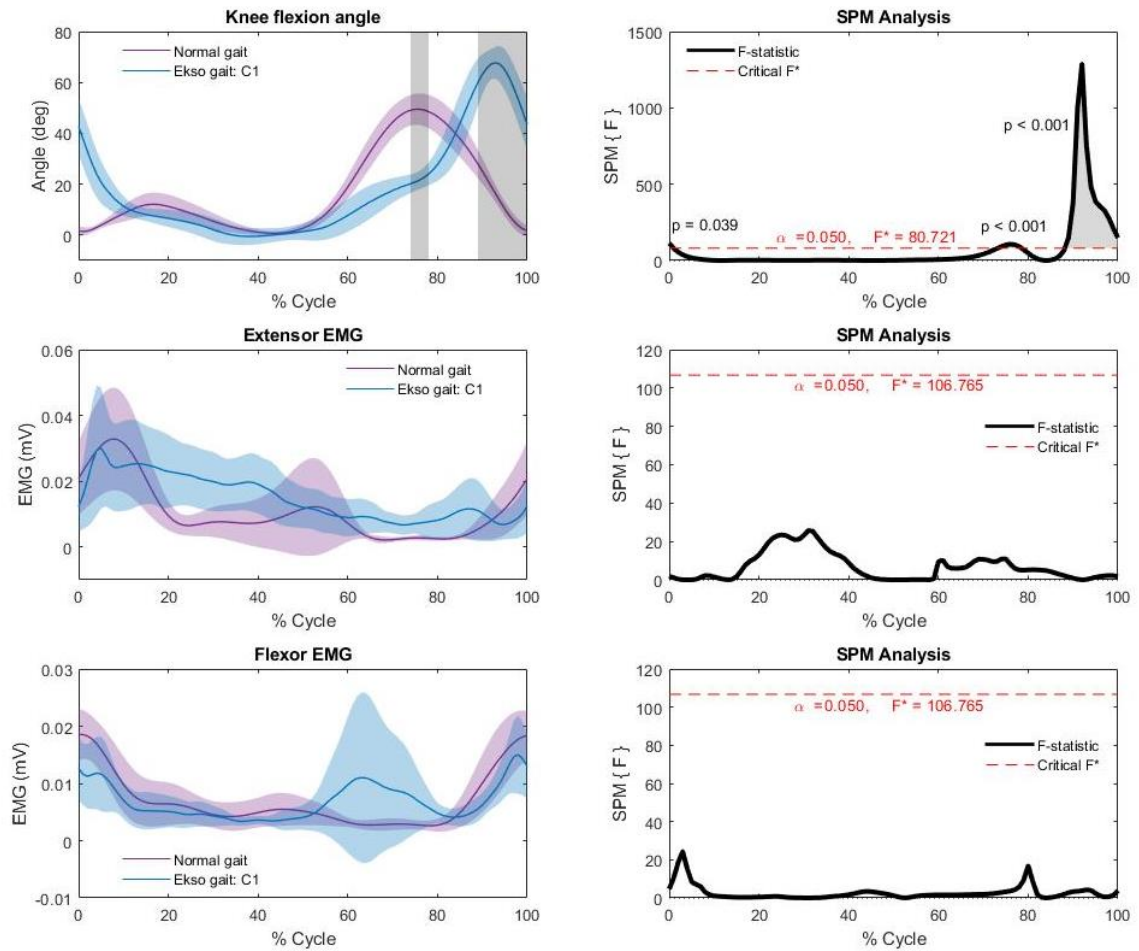 Knee flexion angle
80
60
40
20
0
Angle (deg)
Normal gait
Ekso gait: C1
0 20 40 60 80 100
% Cycle
SPM Analysis
1500
1000
500
0
SPM { F }
F-statistic
Critical F*
p < 0.001
p = 0.039
p < 0.001
α =0.050, F* = 80.721
0 20 40 60 80 100
% Cycle
Extensor EMG
0.06
0.04
0.02
0
EMG (mV)
Normal gait
Ekso gait: C1
0 20 40 60 80 100
% Cycle
SPM Analysis
120
100
80
60
40
20
0
SPM { F }
α =0.050, F* = 106.765
F-statistic
Critical F*
0 20 40 60 80 100
% Cycle
Flexor EMG
0.03
0.02
0.01
0
-0.01
EMG (mV)
Normal gait
Ekso gait: C1
0 20 40 60 80 100
% Cycle
SPM Analysis
120
100
80
60
40
20
0
SPM { F }
α =0.050, F* = 106.765
F-statistic
Critical F*
0 20 40 60 80 100
% Cycle